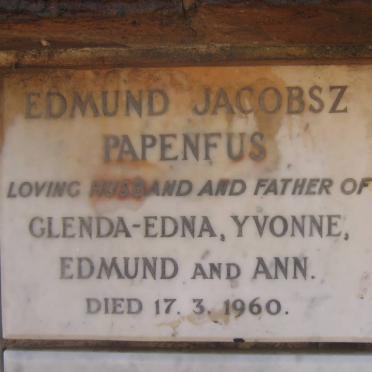 EDMUND JACOBSZ
PAPENFUS
LOVING HUSBAND AND FATHER OF
GLENDA-EDNA, YVONNE,
EDMUND AND ANN.
DIED 17. 3. 1960.